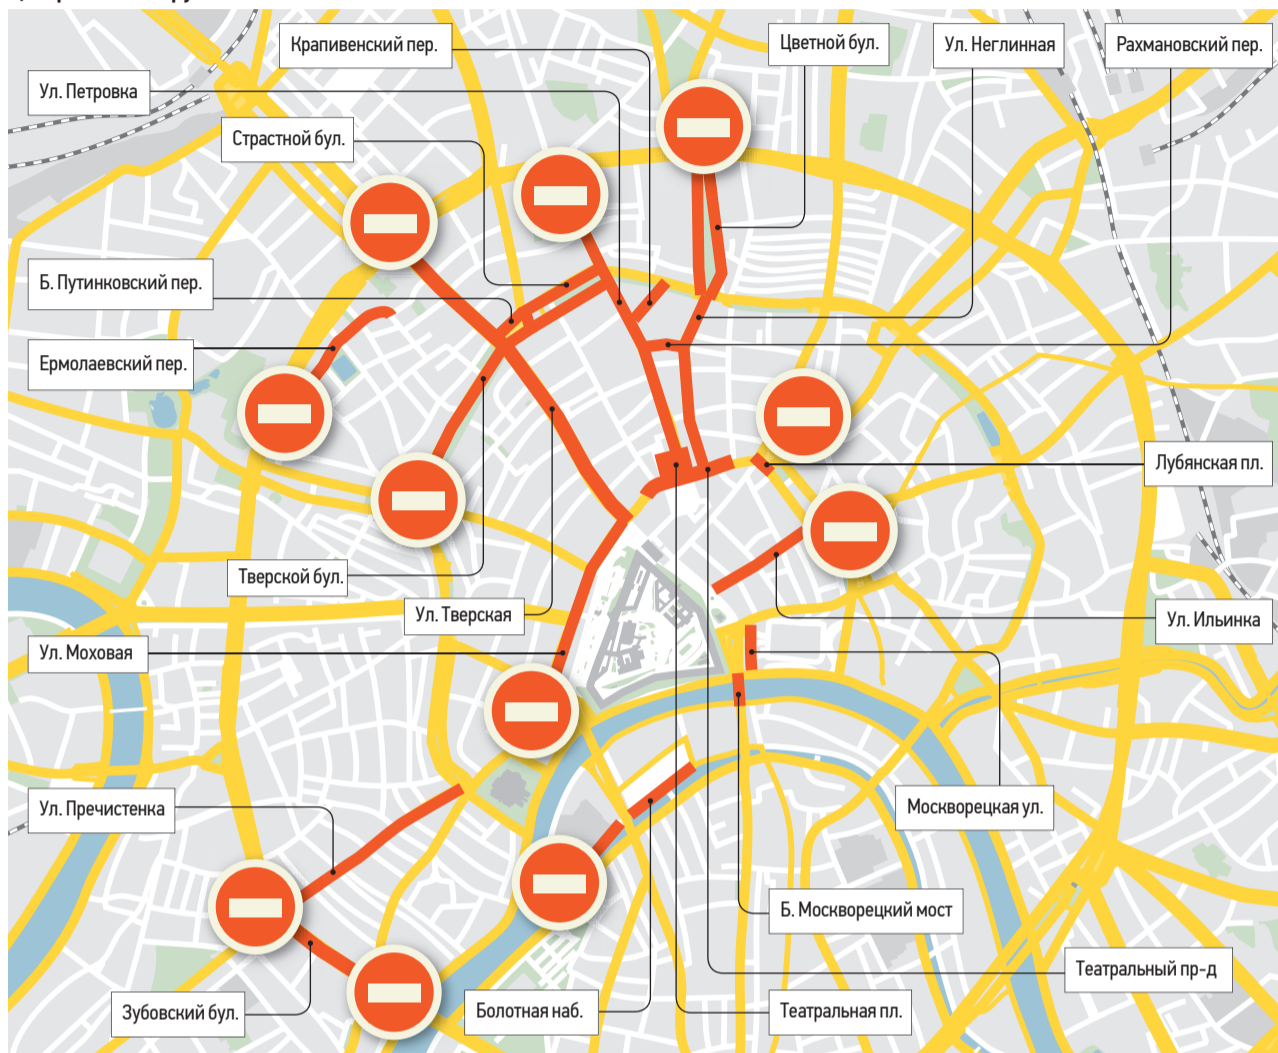 Крапивенский пер.
Цветной бул.
Ул. Неглинная
Рахмановский пер.
Ул. Петровка
Страстной бул.
Б. Путинковский пер.
Ермолаевский пер.
Лубянская пл.
Тверской бул.
Ул. Тверская
Ул. Ильинка
Ул. Моховая
Ул. Пречистенка
Москворецкая ул.
Б. Москворецкий мост
Театральный пр-д
Зубовский бул.
Болотная наб.
Театральная пл.